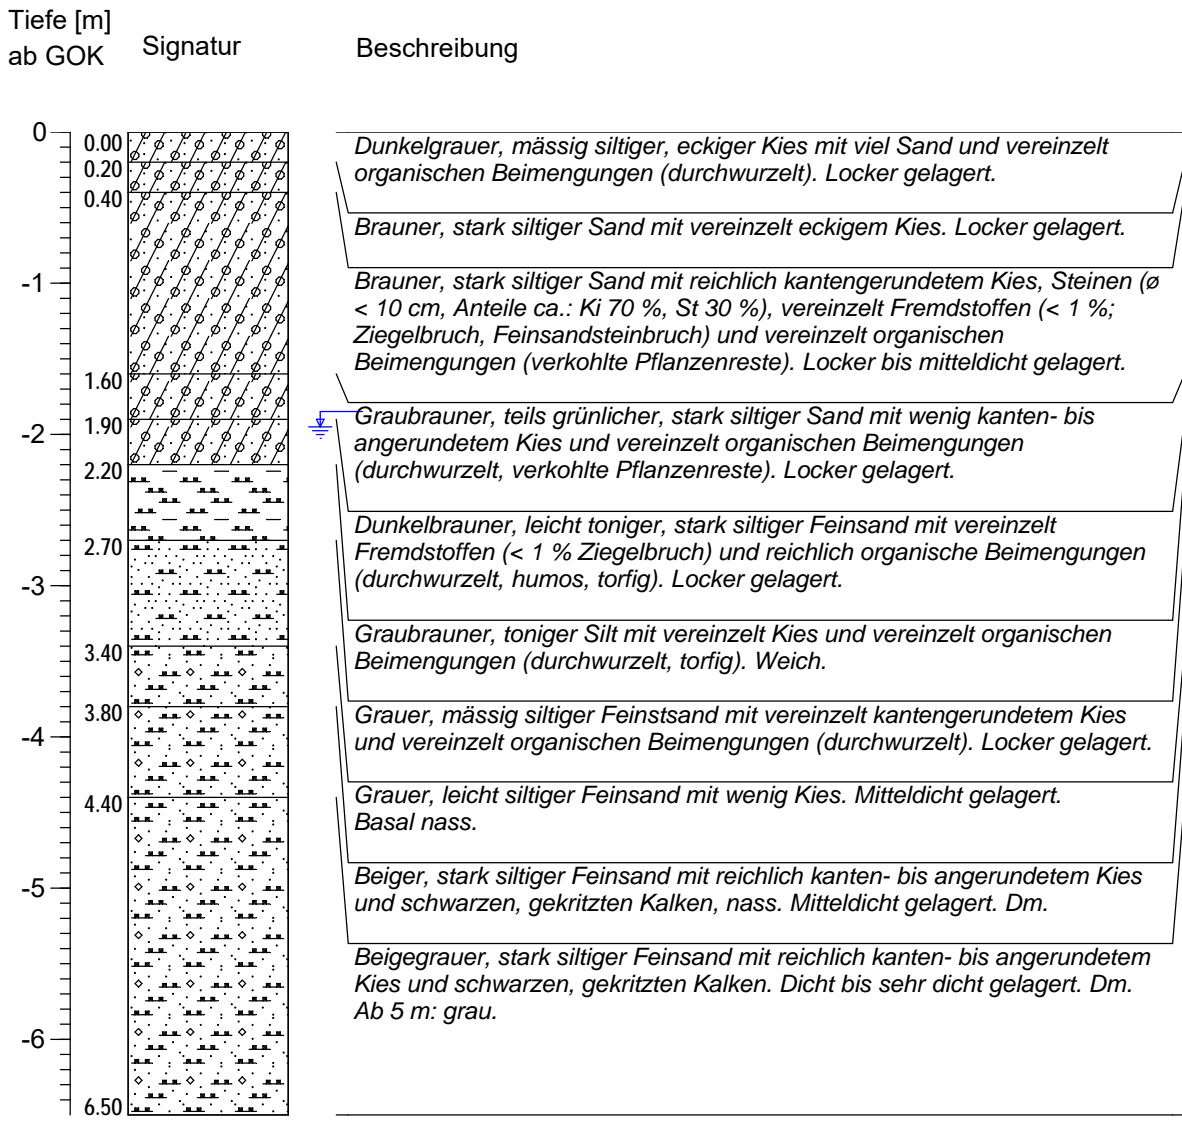 Tiefe [m]
ab GOK
Signatur
Beschreibung
0
-1
-2
-3
-4
-5
-6
0.00
0.20
0.40
1.60
1.90
2.20
2.70
3.40
3.80
4.40
6.50
Dunkelgrauer, mässig siltiger, eckiger Kies mit viel Sand und vereinzelt
organischen Beimengungen (durchwurzelt). Locker gelagert.
Brauner, stark siltiger Sand mit vereinzelt eckigem Kies. Locker gelagert.
Brauner, stark siltiger Sand mit reichlich kantengerundetem Kies, Steinen (ø
< 10 cm, Anteile ca.: Ki 70 %, St 30 %), vereinzelt Fremdstoffen (< 1 %;
Ziegelbruch, Feinsandsteinbruch) und vereinzelt organischen
Beimengungen (verkohlte Pflanzenreste). Locker bis mitteldicht gelagert.
Graubrauner, teils grünlicher, stark siltiger Sand mit wenig kanten- bis
angerundetem Kies und vereinzelt organischen Beimengungen
(durchwurzelt, verkohlte Pflanzenreste). Locker gelagert.
Dunkelbrauner, leicht toniger, stark siltiger Feinsand mit vereinzelt
Fremdstoffen (< 1 % Ziegelbruch) und reichlich organische Beimengungen
(durchwurzelt, humos, torfig). Locker gelagert.
Graubrauner, toniger Silt mit vereinzelt Kies und vereinzelt organischen
Beimengungen (durchwurzelt, torfig). Weich.
Grauer, mässig siltiger Feinstsand mit vereinzelt kantengerundetem Kies
und vereinzelt organischen Beimengungen (durchwurzelt). Locker gelagert.
Grauer, leicht siltiger Feinsand mit wenig Kies. Mitteldicht gelagert.
Basal nass.
Beiger, stark siltiger Feinsand mit reichlich kanten- bis angerundetem Kies
und schwarzen, gekritzten Kalken, nass. Mitteldicht gelagert. Dm.
Beigegrauer, stark siltiger Feinsand mit reichlich kanten- bis angerundetem
Kies und schwarzen, gekritzten Kalken. Dicht bis sehr dicht gelagert. Dm.
Ab 5 m: grau.